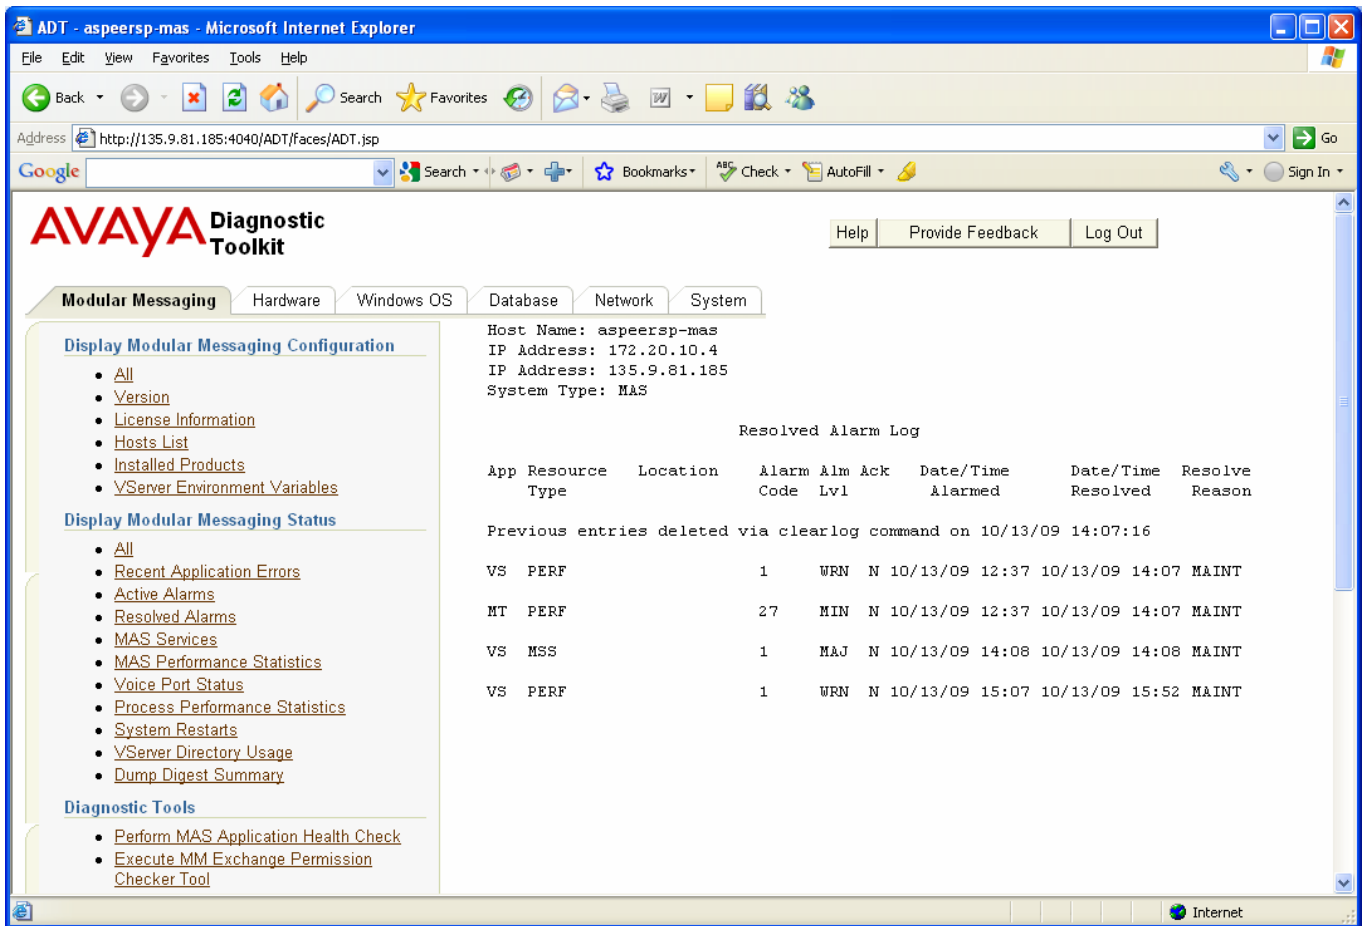 ADT - aspeersp-mas - Microsoft Internet Explorer
File Edit View Favorites Tools Help
Back Search Favorites W
Address http://135.9.81.185:4040/ADT/faces/ADT.jsp Go
Google Search Bookmarks ABC Check AutoFill Sign In
AVAYA Diagnostic Toolkit
Help Provide Feedback Log Out
Modular Messaging Hardware Windows OS Database Network System
Display Modular Messaging Configuration
All
Version
License Information
Hosts List
Installed Products
VServer Environment Variables
Display Modular Messaging Status
All
Recent Application Errors
Active Alarms
Resolved Alarms
MAS Services
MAS Performance Statistics
Voice Port Status
Process Performance Statistics
System Restarts
VServer Directory Usage
Dump Digest Summary
Diagnostic Tools
Perform MAS Application Health Check
Execute MM Exchange Permission
Checker Tool
Host Name: aspeersp-mas
IP Address: 172.20.10.4
IP Address: 135.9.81.185
System Type: MAS
Resolved Alarm Log
App Resource Location Alarm Alm Ack Date/Time Date/Time Resolve
Type Code Lvl Alarmed Resolved Reason
Previous entries deleted via clearlog command on 10/13/09 14:07:16
VS PERF 1 WRN N 10/13/09 12:37 10/13/09 14:07 MAINT
MT PERF 27 MIN N 10/13/09 12:37 10/13/09 14:07 MAINT
VS MSS 1 MAJ N 10/13/09 14:08 10/13/09 14:08 MAINT
VS PERF 1 WRN N 10/13/09 15:07 10/13/09 15:52 MAINT
Internet